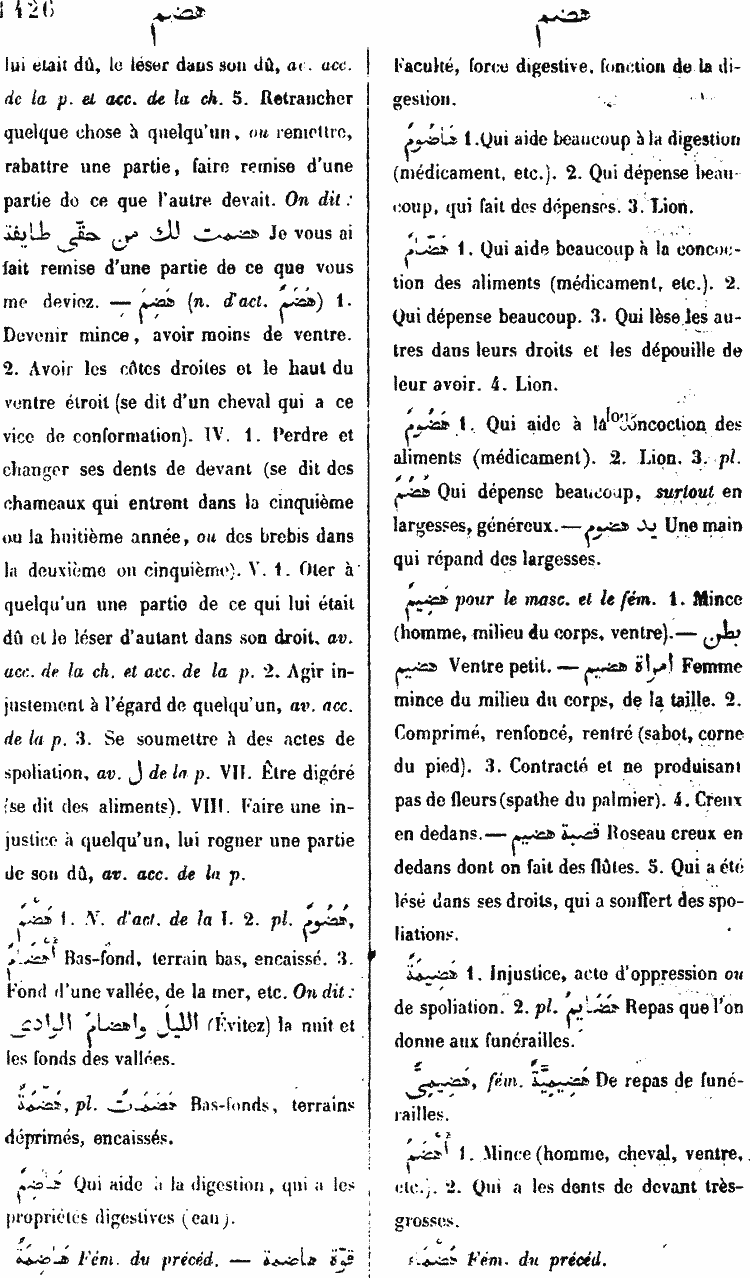 1426
هضم
هضم
lui était dû, le léser dans son dû, av. acc.
de la p. et acc. de la ch. 5. Retrancher
quelque chose à quelqu'un, ou remettre,
rabattre une partie, faire remise d'une
partie de ce que l'autre devait. On dit :
هضمت لك من حقّى طايفة Je vous ai
fait remise d'une partie de ce que vous
me deviez. — هَضِمَ (n. d'act. هَضَمٌ) 1.
Devenir mince, avoir moins de ventre.
2. Avoir les côtes droites et le haut du
ventre étroit (se dit d'un cheval qui a ce
vice de conformation). IV. 1. Perdre et
changer ses dents de devant (se dit des
chameaux qui entrent dans la cinquième
ou la huitième année, ou des brebis dans
la deuxième ou cinquième). V. 1. Oter à
quelqu'un une partie de ce qui lui était
dû et le léser d'autant dans son droit, av.
acc. de la ch. et acc. de la p. 2. Agir in-
justement à l'égard de quelqu'un, av. acc.
de la p. 3. Se soumettre à des actes de
spoliation, av. ل de la p. VII. Être digéré
(se dit des aliments). VIII. Faire une in-
justice à quelqu'un, lui rogner une partie
de son dû, av. acc. de la p.
هَضْمٌ 1. N. d'act. de la I. 2. pl. هُضُومٌ,
أَهْضَامٌ Bas-fond, terrain bas, encaissé. 3.
Fond d'une vallée, de la mer, etc. On dit :
الليلَ واهضامَ الوادى (Évitez) la nuit et
les fonds des vallées.
هَضْمَةٌ, pl. هَضَمَاتٌ Bas-fonds, terrains
déprimés, encaissés.
هَاضِمٌ Qui aide à la digestion, qui a les
propriétés digestives (eau).
هَاضِمَةٌ Fém. du précéd. — قوّة هاضمة
Faculté, force digestive, fonction de la di-
gestion.
هَاضُومٌ 1. Qui aide beaucoup à la digestion
(médicament, etc.). 2. Qui dépense beau-
coup, qui fait des dépenses. 3. Lion.
هَضَّامٌ 1. Qui aide beaucoup à la concoc-
tion des aliments (médicament, etc.). 2.
Qui dépense beaucoup. 3. Qui lèse les au-
tres dans leurs droits et les dépouille de
leur avoir. 4. Lion.
هَضُومٌ 1. Qui aide à la concoction des
aliments (médicament). 2. Lion. 3. pl.
هُضُمٌ Qui dépense beaucoup, surtout en
largesses, généreux. — يد هضوم Une main
qui répand des largesses.
هَضِيمٌ pour le masc. et le fém. 1. Mince
(homme, milieu du corps, ventre). — بطن
هضيم Ventre petit. — امرأة هضيم Femme
mince du milieu du corps, de la taille. 2.
Comprimé, renfoncé, rentré (sabot, corne
du pied). 3. Contracté et ne produisant
pas de fleurs (spathe du palmier). 4. Creux
en dedans. — قصبة هضيم Roseau creux en
dedans dont on fait des flûtes. 5. Qui a été
lésé dans ses droits, qui a souffert des spo-
liations.
هَضِيمَةٌ 1. Injustice, acte d'oppression ou
de spoliation. 2. pl. هَضَايِمُ Repas que l'on
donne aux funérailles.
هَضِيمِىٌّ, fém. هَضِيمِيَّةٌ De repas de funé-
railles.
أَهْضَمُ 1. Mince (homme, cheval, ventre,
etc.). 2. Qui a les dents de devant très-
grosses.
هَضْمَاءُ Fém. du précéd.